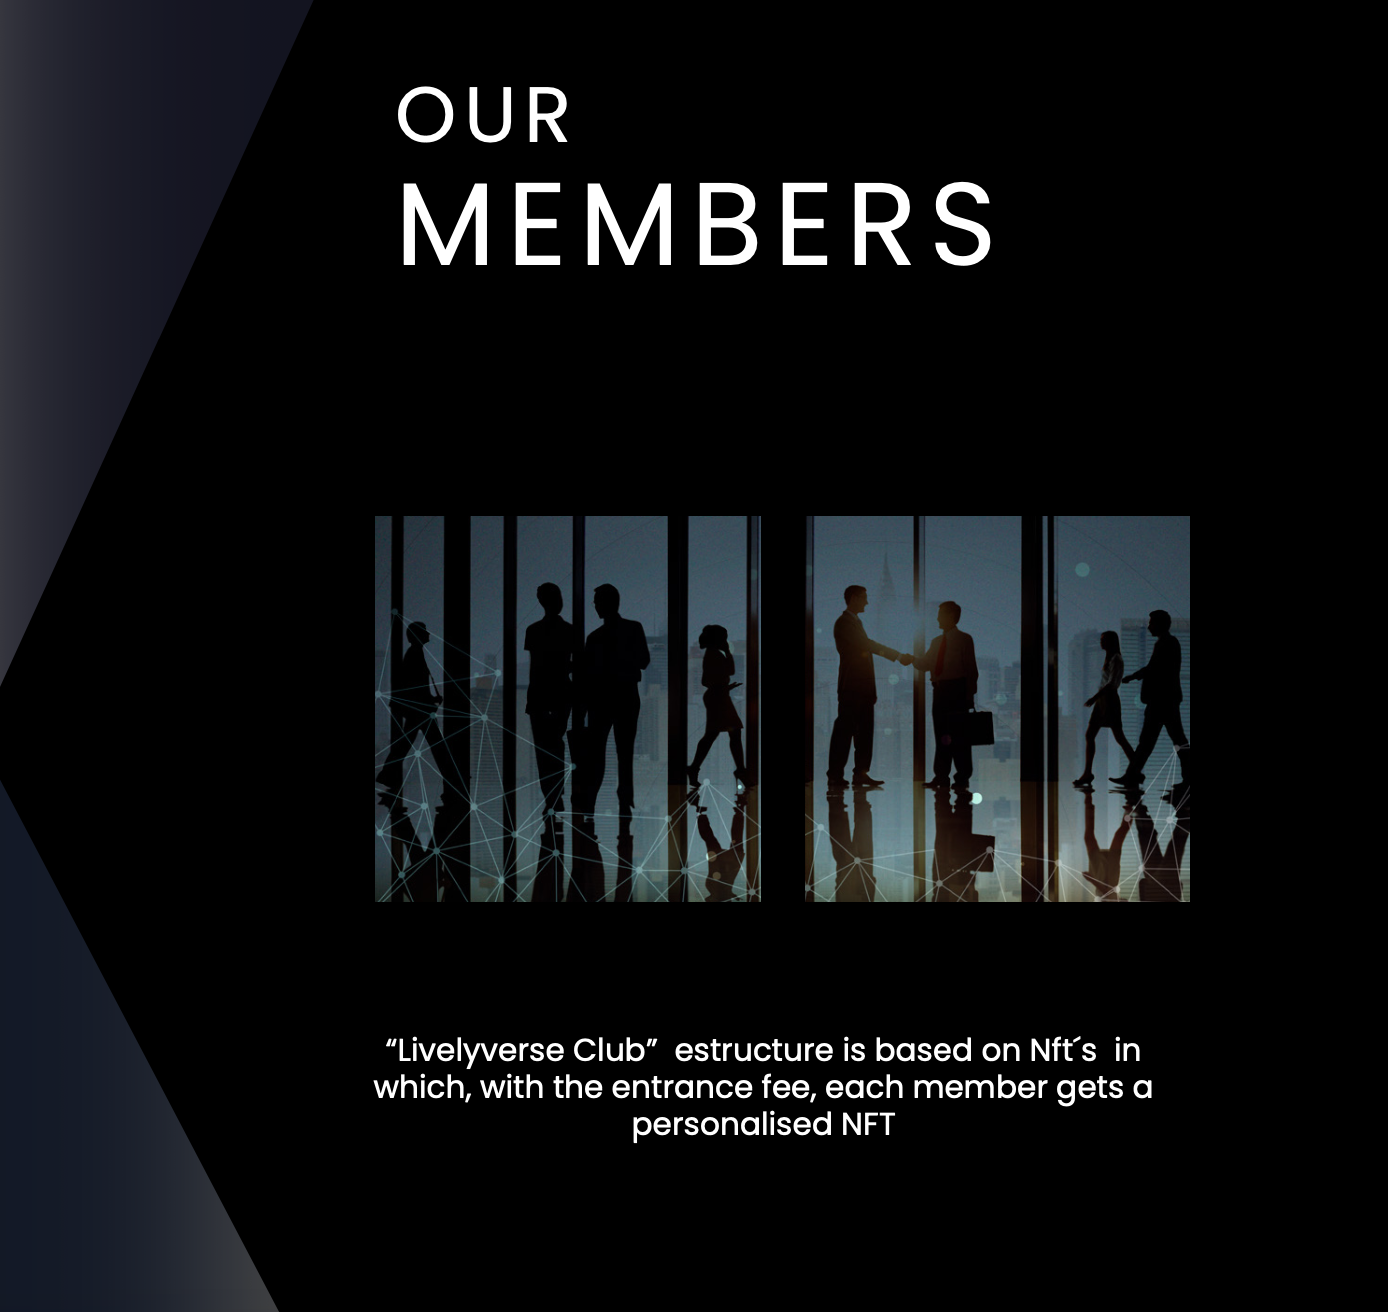 OUR
MEMBERS
“Livelyverse Club”  estructure is based on Nft´s  in
which, with the entrance fee, each member gets a
personalised NFT